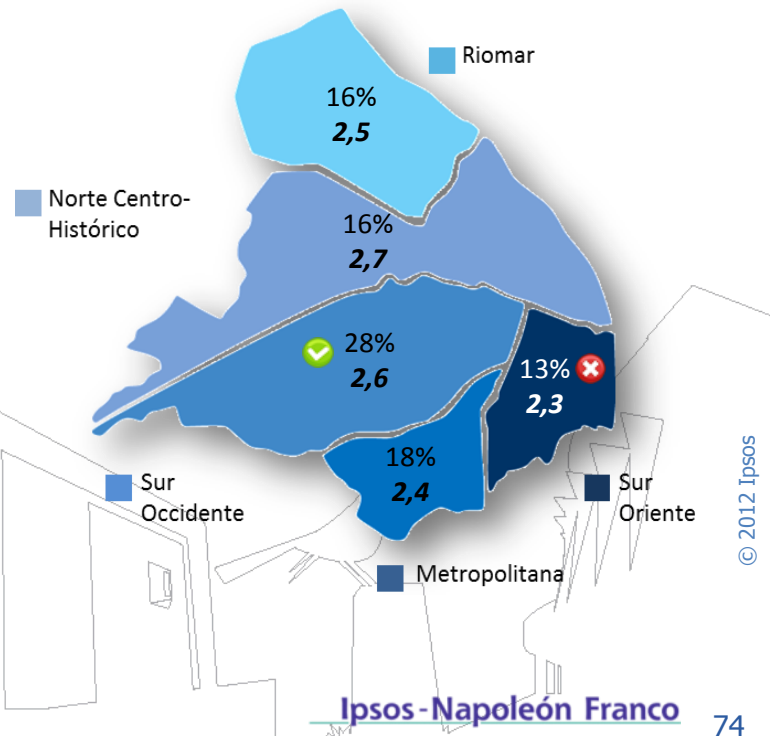 Riomar
16%
2,5
Norte Centro-
Histórico
16%
2,7
28%
2,6
13%
2,3
18%
2,4
Sur
Occidente
Sur
Oriente
Metropolitana
© 2012 Ipsos
Ipsos-Napoleón Franco
74